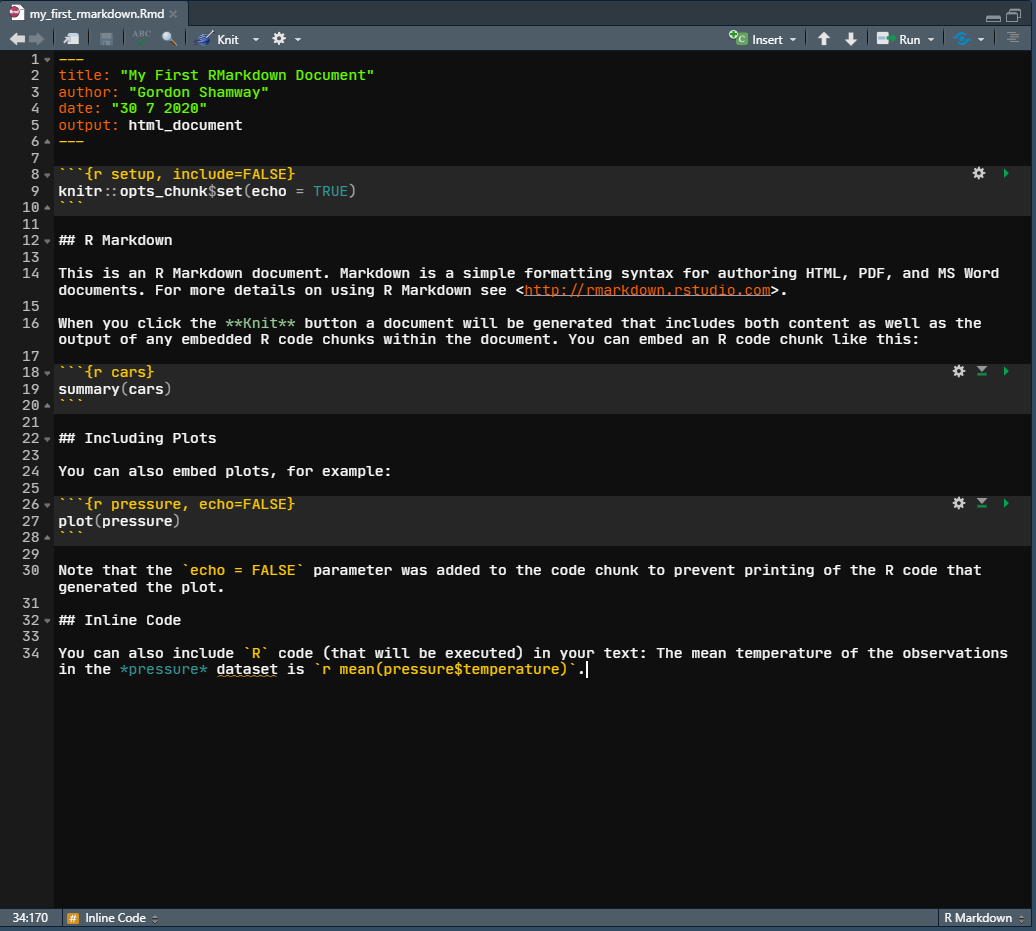 my_first_rmarkdown.Rmd
ABC
Knit
Insert
Run
1 ---
2 title: "My First RMarkdown Document"
3 author: "Gordon Shamway"
4 date: "30 7 2020"
5 output: html_document
6 ---
7
8 ```{r setup, include=FALSE}
9 knitr::opts_chunk$set(echo = TRUE)
10 ```
11
12 ## R Markdown
13
14 This is an R Markdown document. Markdown is a simple formatting syntax for authoring HTML, PDF, and MS Word
documents. For more details on using R Markdown see <http://rmarkdown.rstudio.com>.
15
16 When you click the **Knit** button a document will be generated that includes both content as well as the
output of any embedded R code chunks within the document. You can embed an R code chunk like this:
17
18 ```{r cars}
19 summary(cars)
20 ```
21
22 ## Including Plots
23
24 You can also embed plots, for example:
25
26 ```{r pressure, echo=FALSE}
27 plot(pressure)
28 ```
29
30 Note that the `echo = FALSE` parameter was added to the code chunk to prevent printing of the R code that
generated the plot.
31
32 ## Inline Code
33
34 You can also include `R` code (that will be executed) in your text: The mean temperature of the observations
in the *pressure* dataset is `r mean(pressure$temperature)`.
34:170
# Inline Code
R Markdown